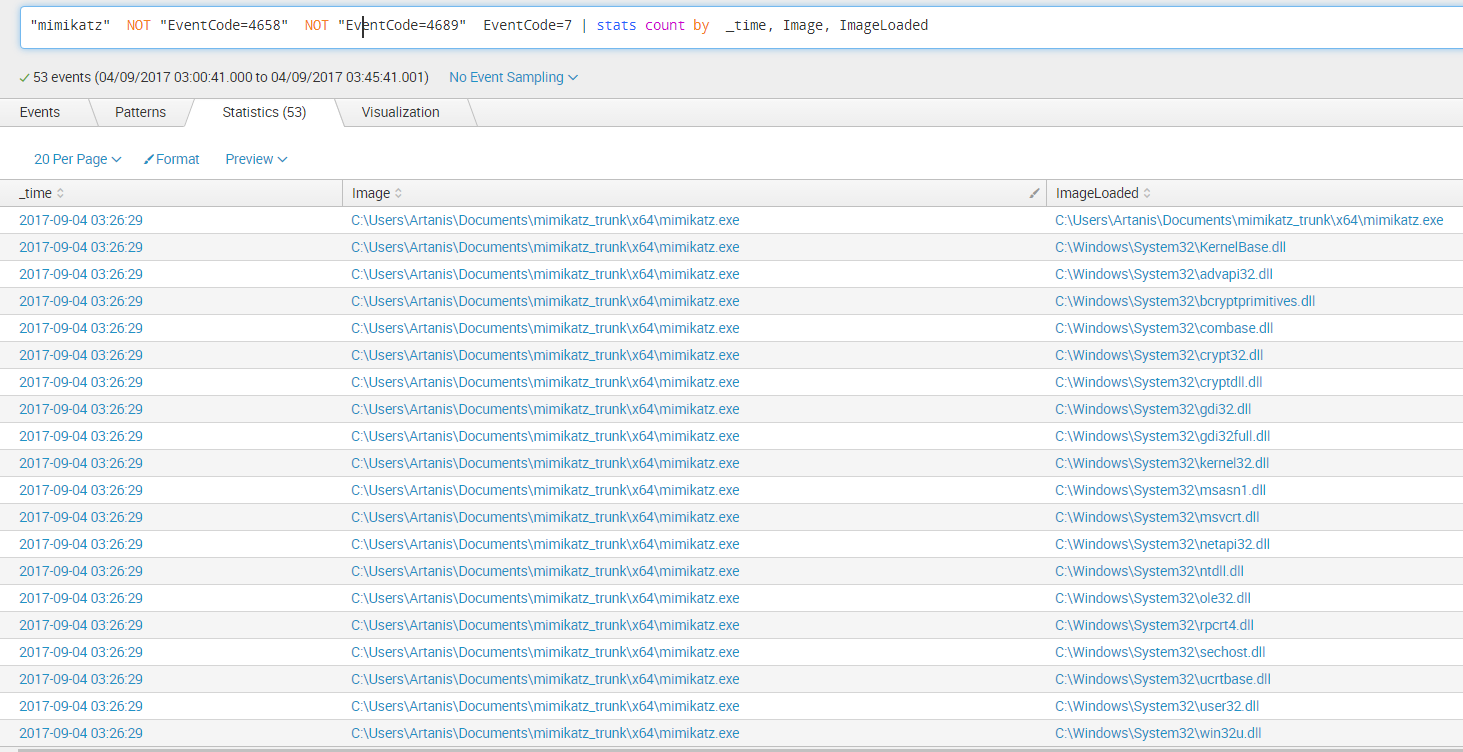 "mimikatz" NOT "EventCode=4658" NOT "EventCode=4689" EventCode=7 | stats count by _time, Image, ImageLoaded
53 events (04/09/2017 03:00:41.000 to 04/09/2017 03:45:41.001) No Event Sampling
Events Patterns Statistics (53) Visualization
20 Per Page Format Preview
_time Image ImageLoaded
2017-09-04 03:26:29 C:\Users\Artanis\Documents\mimikatz_trunk\x64\mimikatz.exe C:\Users\Artanis\Documents\mimikatz_trunk\x64\mimikatz.exe
2017-09-04 03:26:29 C:\Users\Artanis\Documents\mimikatz_trunk\x64\mimikatz.exe C:\Windows\System32\KernelBase.dll
2017-09-04 03:26:29 C:\Users\Artanis\Documents\mimikatz_trunk\x64\mimikatz.exe C:\Windows\System32\advapi32.dll
2017-09-04 03:26:29 C:\Users\Artanis\Documents\mimikatz_trunk\x64\mimikatz.exe C:\Windows\System32\bcryptprimitives.dll
2017-09-04 03:26:29 C:\Users\Artanis\Documents\mimikatz_trunk\x64\mimikatz.exe C:\Windows\System32\combase.dll
2017-09-04 03:26:29 C:\Users\Artanis\Documents\mimikatz_trunk\x64\mimikatz.exe C:\Windows\System32\crypt32.dll
2017-09-04 03:26:29 C:\Users\Artanis\Documents\mimikatz_trunk\x64\mimikatz.exe C:\Windows\System32\cryptdll.dll
2017-09-04 03:26:29 C:\Users\Artanis\Documents\mimikatz_trunk\x64\mimikatz.exe C:\Windows\System32\gdi32.dll
2017-09-04 03:26:29 C:\Users\Artanis\Documents\mimikatz_trunk\x64\mimikatz.exe C:\Windows\System32\gdi32full.dll
2017-09-04 03:26:29 C:\Users\Artanis\Documents\mimikatz_trunk\x64\mimikatz.exe C:\Windows\System32\kernel32.dll
2017-09-04 03:26:29 C:\Users\Artanis\Documents\mimikatz_trunk\x64\mimikatz.exe C:\Windows\System32\msasn1.dll
2017-09-04 03:26:29 C:\Users\Artanis\Documents\mimikatz_trunk\x64\mimikatz.exe C:\Windows\System32\msvcrt.dll
2017-09-04 03:26:29 C:\Users\Artanis\Documents\mimikatz_trunk\x64\mimikatz.exe C:\Windows\System32\netapi32.dll
2017-09-04 03:26:29 C:\Users\Artanis\Documents\mimikatz_trunk\x64\mimikatz.exe C:\Windows\System32\ntdll.dll
2017-09-04 03:26:29 C:\Users\Artanis\Documents\mimikatz_trunk\x64\mimikatz.exe C:\Windows\System32\ole32.dll
2017-09-04 03:26:29 C:\Users\Artanis\Documents\mimikatz_trunk\x64\mimikatz.exe C:\Windows\System32\rpcrt4.dll
2017-09-04 03:26:29 C:\Users\Artanis\Documents\mimikatz_trunk\x64\mimikatz.exe C:\Windows\System32\sechost.dll
2017-09-04 03:26:29 C:\Users\Artanis\Documents\mimikatz_trunk\x64\mimikatz.exe C:\Windows\System32\ucrtbase.dll
2017-09-04 03:26:29 C:\Users\Artanis\Documents\mimikatz_trunk\x64\mimikatz.exe C:\Windows\System32\user32.dll
2017-09-04 03:26:29 C:\Users\Artanis\Documents\mimikatz_trunk\x64\mimikatz.exe C:\Windows\System32\win32u.dll